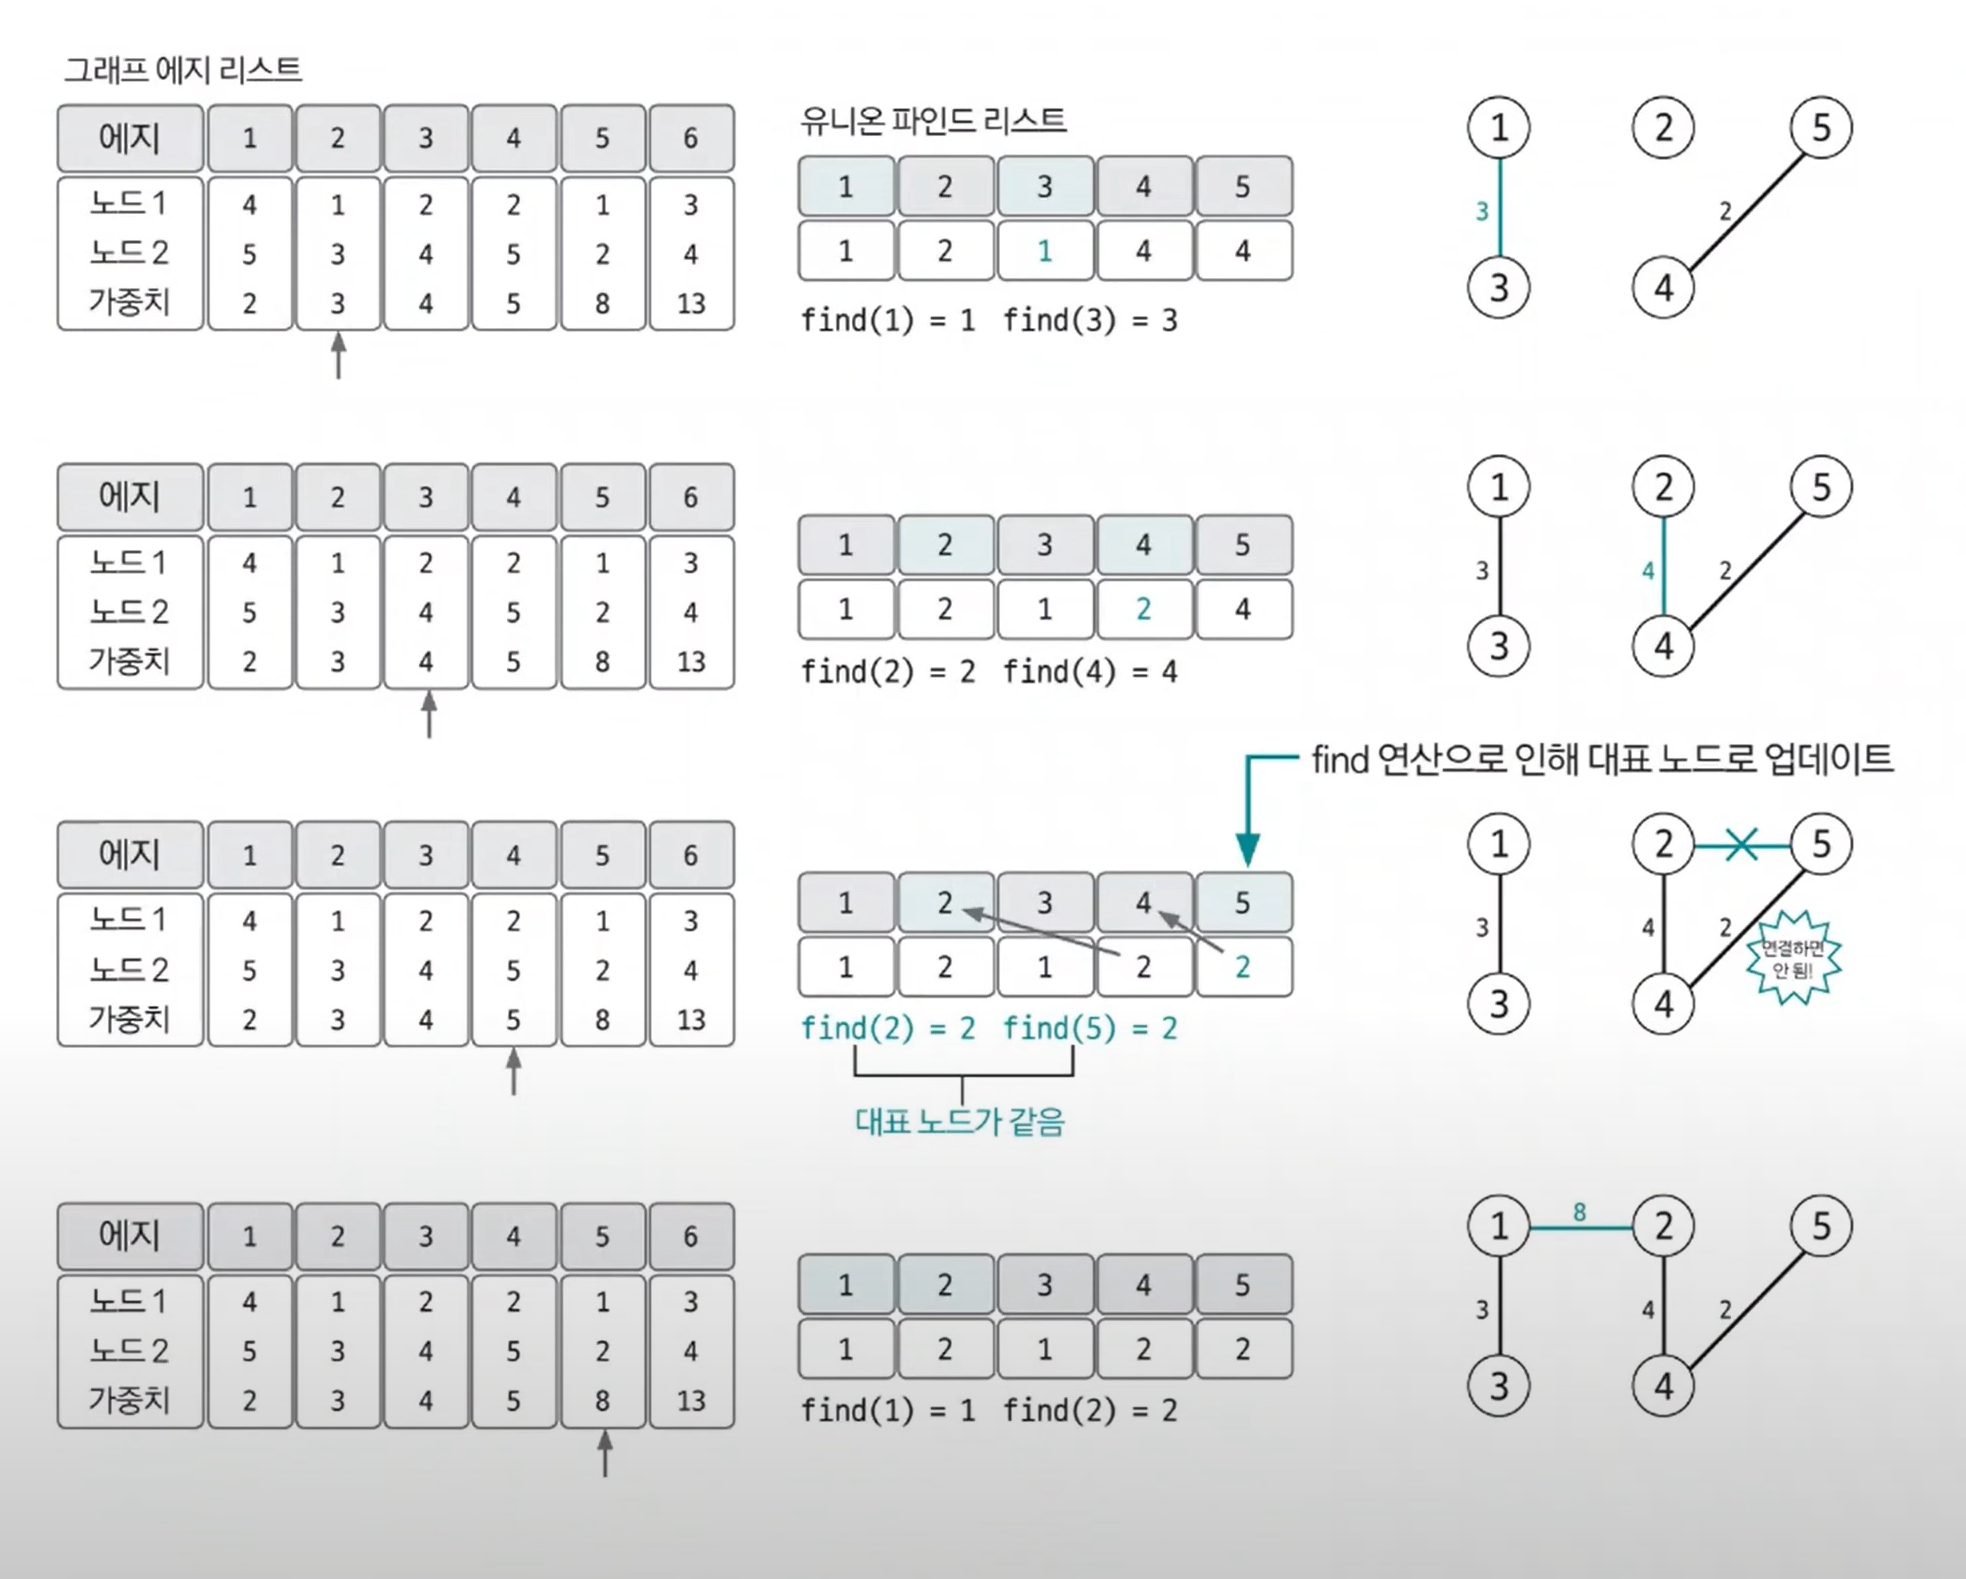 그래프 에지 리스트
에지 1 2 3 4 5 6
노드 1 4 1 2 2 1 3
노드 2 5 3 4 5 2 4
가중치 2 3 4 5 8 13
유니온 파인드 리스트
1 2 3 4 5
1 2 1 4 4
find(1) = 1 find(3) = 3
1 2 5
3 2
3 4
에지 1 2 3 4 5 6
노드 1 4 1 2 2 1 3
노드 2 5 3 4 5 2 4
가중치 2 3 4 5 8 13
1 2 3 4 5
1 2 1 2 4
find(2) = 2 find(4) = 4
1 2 5
3 4 2
3 4
find 연산으로 인해 대표 노드로 업데이트
에지 1 2 3 4 5 6
노드 1 4 1 2 2 1 3
노드 2 5 3 4 5 2 4
가중치 2 3 4 5 8 13
1 2 3 4 5
1 2 1 2 2
find(2) = 2 find(5) = 2
대표 노드가 같음
1 2 5
3 4 2
연결하면
안 됨!
3 4
에지 1 2 3 4 5 6
노드 1 4 1 2 2 1 3
노드 2 5 3 4 5 2 4
가중치 2 3 4 5 8 13
1 2 3 4 5
1 2 1 2 2
find(1) = 1 find(2) = 2
1 8 2 5
3 4 2
3 4